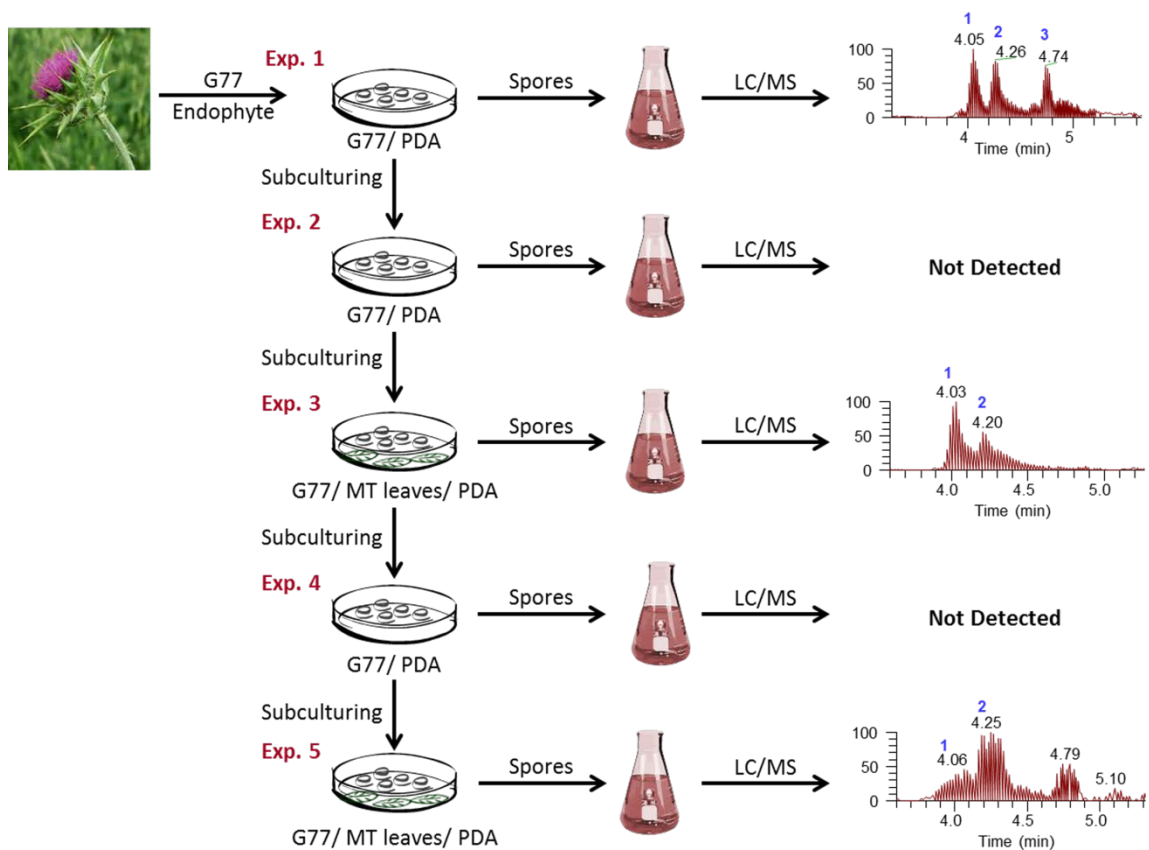 Exp. 1
G77
Endophyte
G77/ PDA
Spores
LC/MS
1
2
3
4.05
4.26
4.74
100
50
0
4
5
Time (min)
Subculturing
Exp. 2
G77/ PDA
Spores
LC/MS
Not Detected
Subculturing
Exp. 3
G77/ MT leaves/ PDA
Spores
LC/MS
1
2
4.03
4.20
100
50
0
4.0
4.5
5.0
Time (min)
Subculturing
Exp. 4
G77/ PDA
Spores
LC/MS
Not Detected
Subculturing
Exp. 5
G77/ MT leaves/ PDA
Spores
LC/MS
1
2
4.06
4.25
4.79
5.10
100
50
0
4.0
4.5
5.0
Time (min)